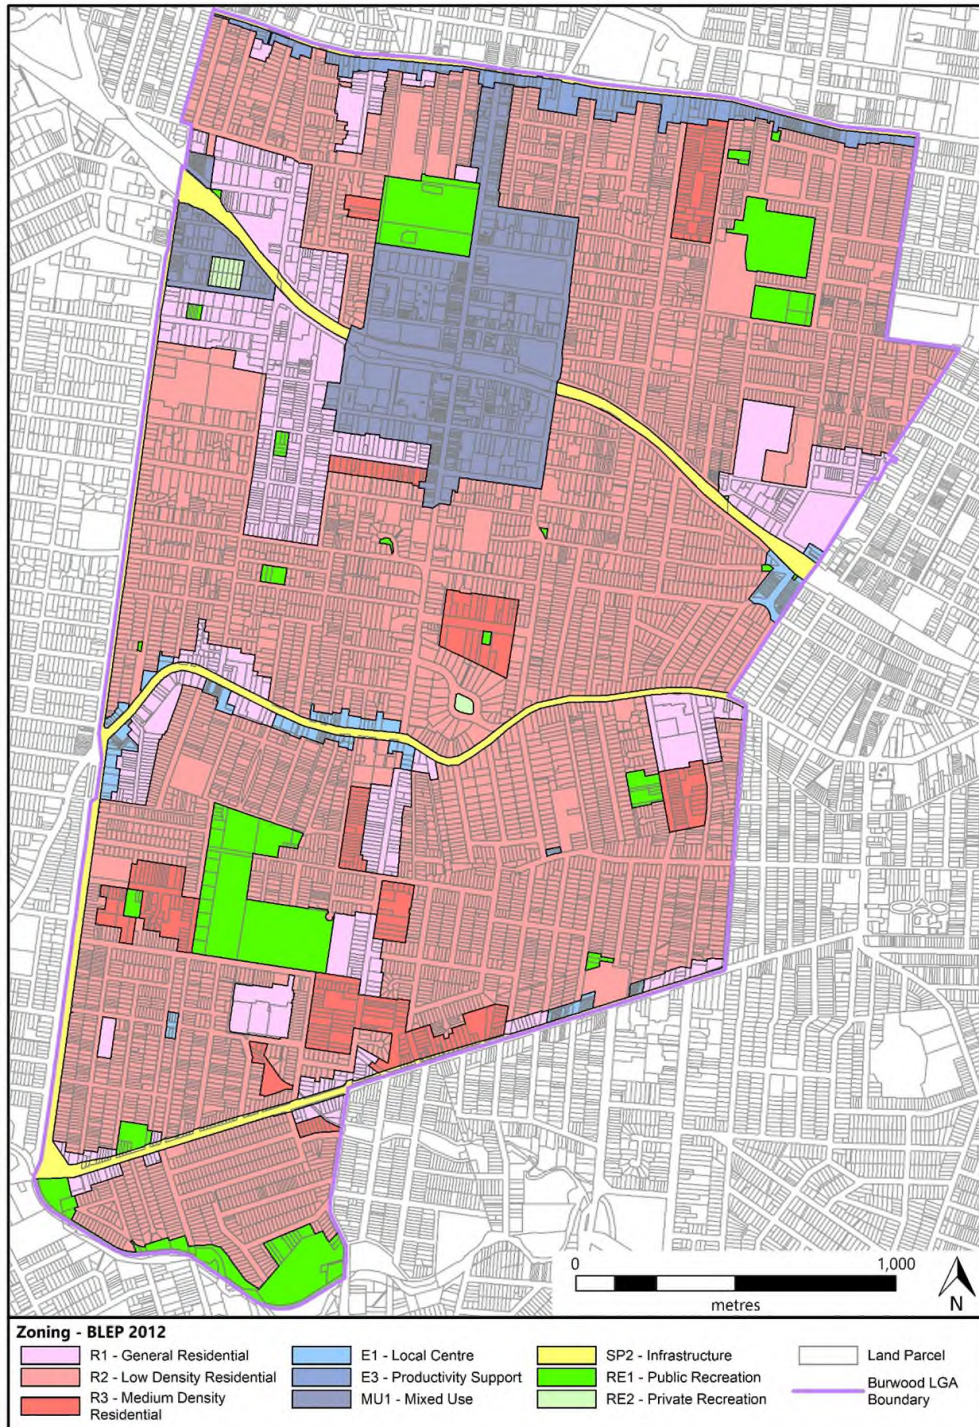 0 1,000
metres
N
Zoning - BLEP 2012
R1 - General Residential
R2 - Low Density Residential
R3 - Medium Density
Residential
E1 - Local Centre
E3 - Productivity Support
MU1 - Mixed Use
SP2 - Infrastructure
RE1 - Public Recreation
RE2 - Private Recreation
Land Parcel
Burwood LGA
Boundary